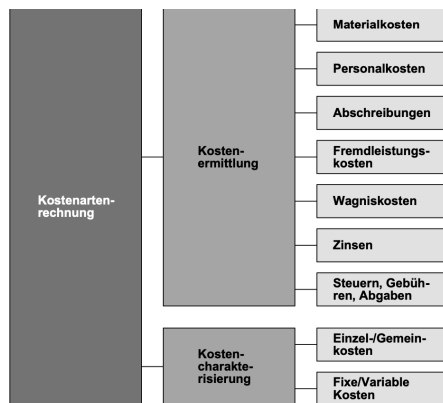 Kostenarten-
rechnung
Kosten-
ermittlung
Materialkosten
Personalkosten
Abschreibungen
Fremdleistungs-
kosten
Wagniskosten
Zinsen
Steuern, Gebüh-
ren, Abgaben
Kosten-
charakte-
risierung
Einzel-/Gemein-
kosten
Fixe/Variable
Kosten